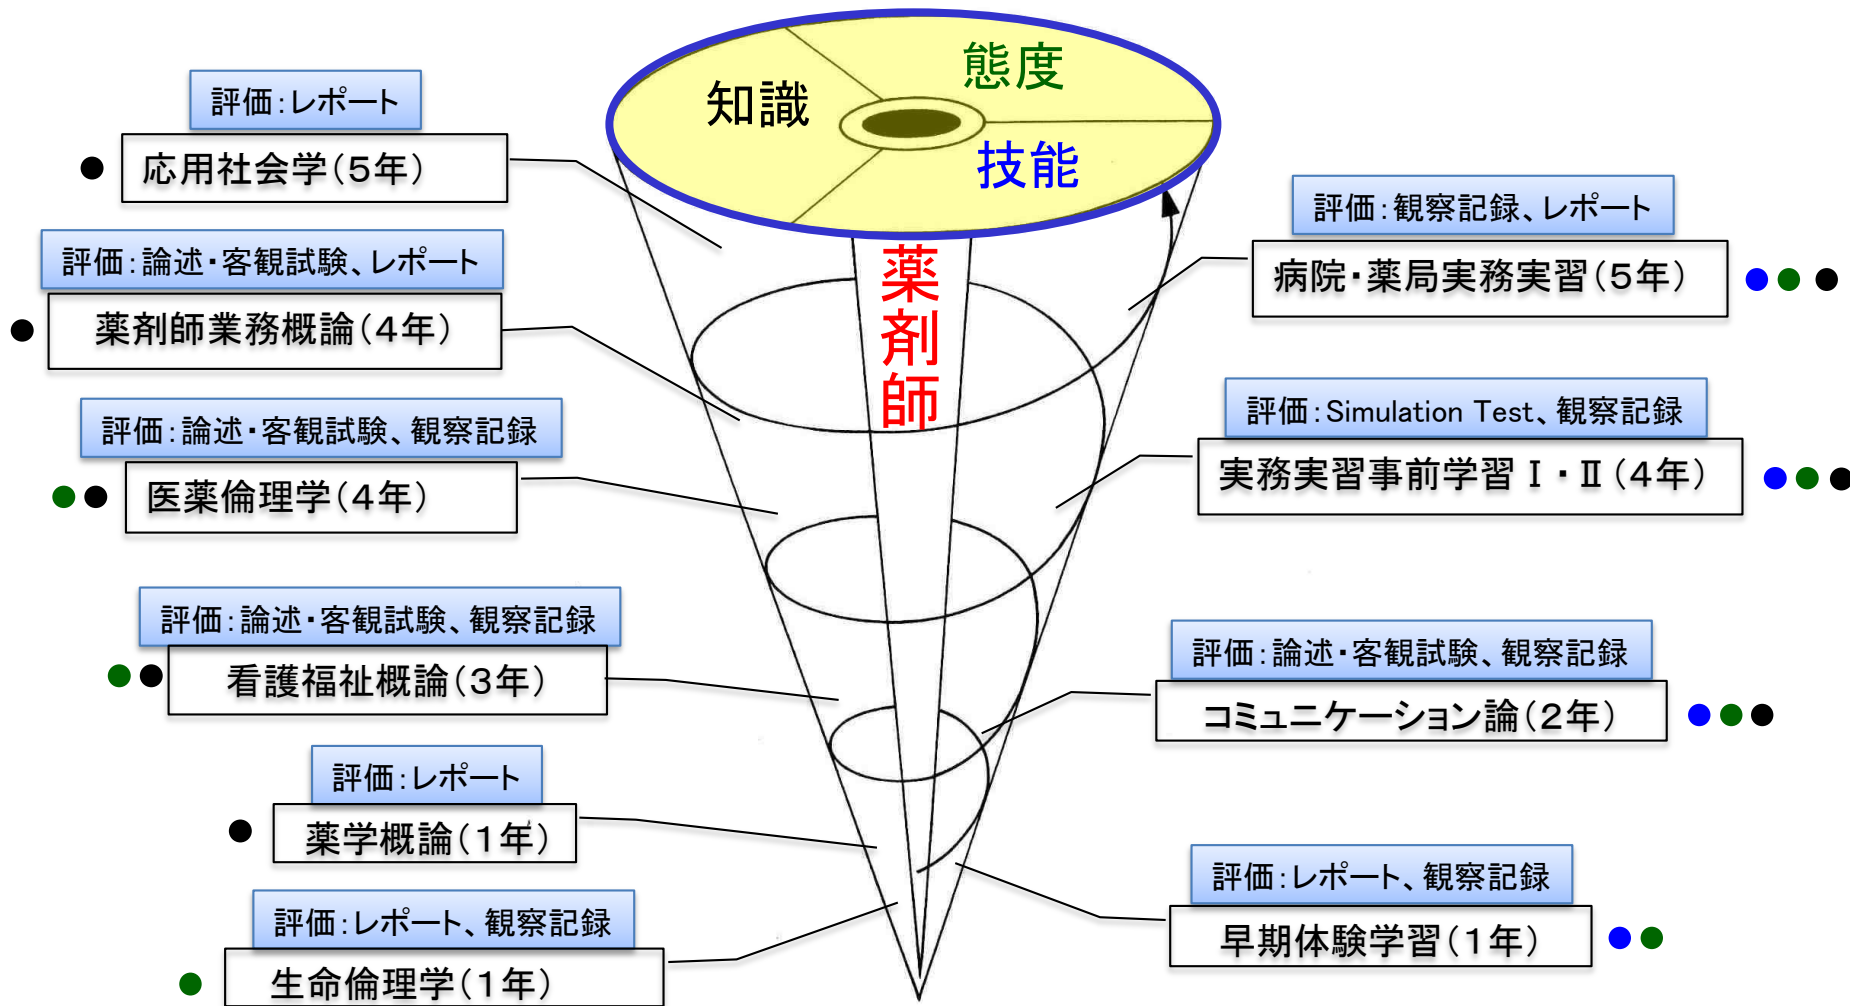 知識
態度
技能
薬剤師
評価：レポート
応用社会学（５年）
評価：論述・客観試験、レポート
薬剤師業務概論（４年）
評価：論述・客観試験、観察記録
医薬倫理学（４年）
評価：論述・客観試験、観察記録
看護福祉概論（３年）
評価：レポート
薬学概論（１年）
評価：レポート、観察記録
生命倫理学（１年）
評価：観察記録、レポート
病院・薬局実務実習（５年）
評価：Simulation Test、観察記録
実務実習事前学習Ⅰ・Ⅱ（４年）
評価：論述・客観試験、観察記録
コミュニケーション論（２年）
評価：レポート、観察記録
早期体験学習（１年）